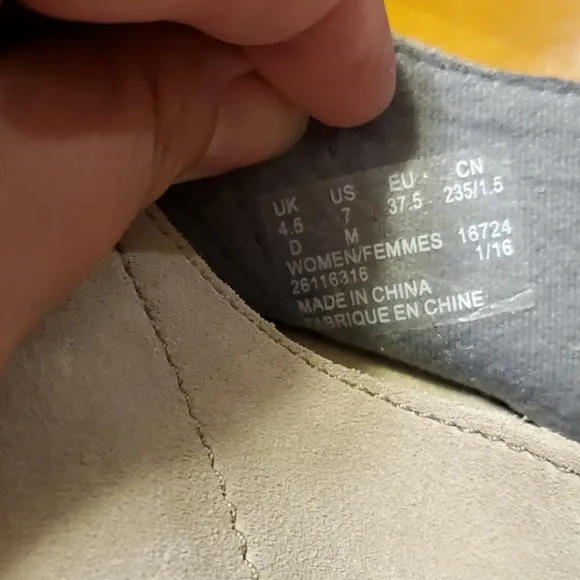 UK US EU CN
4.5 7 37.5 235/1.5
D M
WOMEN/FEMMES 16724
26116316 1/16
MADE IN CHINA
FABRIQUE EN CHINE